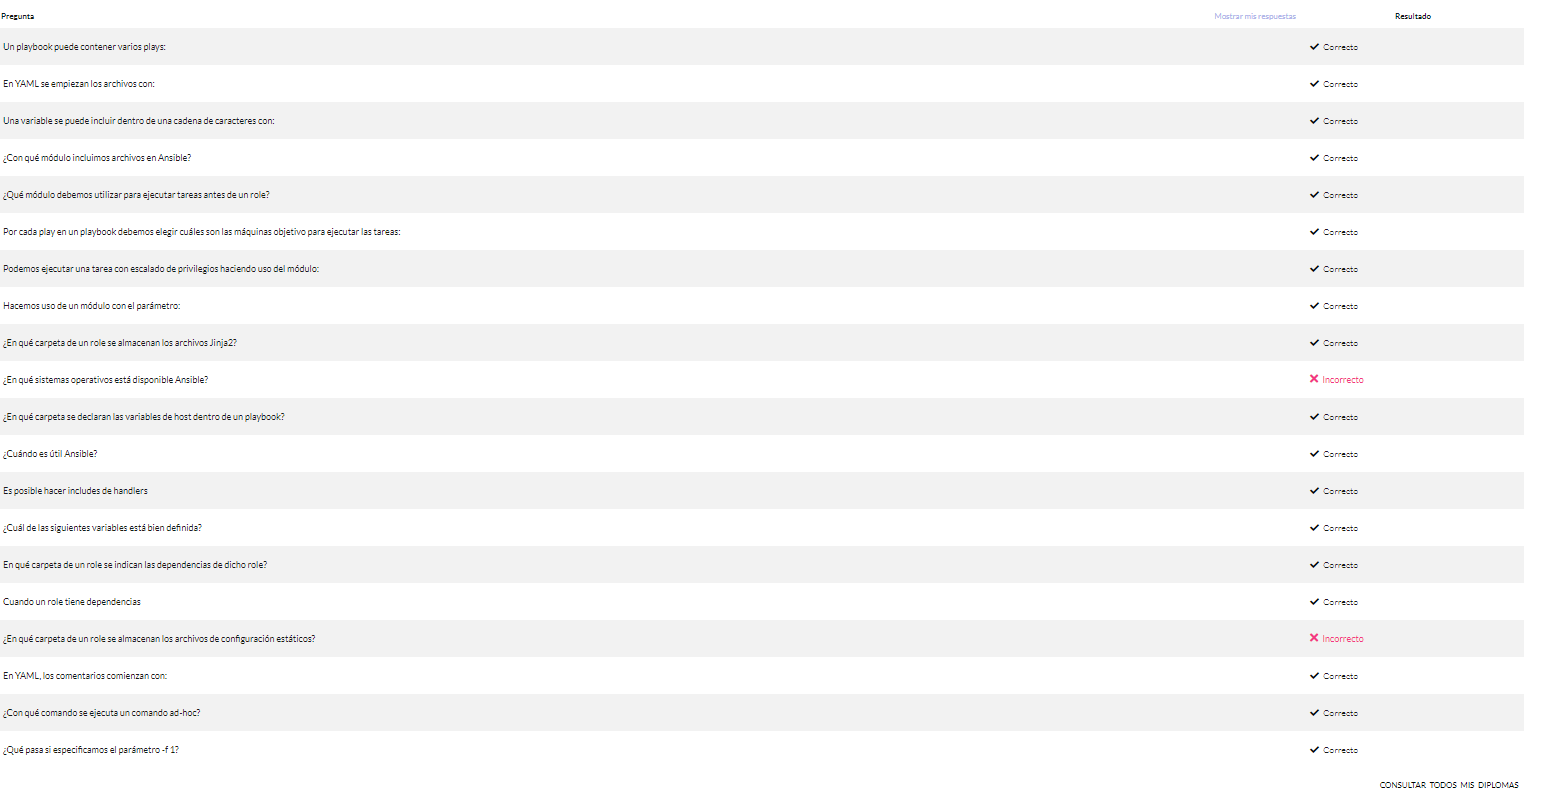 Pregunta Mostrar mis respuestas Resultado
Un playbook puede contener varios plays: Correcto
En YAML se empiezan los archivos con: Correcto
Una variable se puede incluir dentro de una cadena de caracteres con: Correcto
¿Con qué módulo incluimos archivos en Ansible? Correcto
¿Qué módulo debemos utilizar para ejecutar tareas antes de un role? Correcto
Por cada play en un playbook debemos elegir cuáles son las máquinas objetivo para ejecutar las tareas: Correcto
Podemos ejecutar una tarea con escalado de privilegios haciendo uso del módulo: Correcto
Hacemos uso de un módulo con el parámetro: Correcto
¿En qué carpeta de un role se almacenan los archivos Jinja2? Correcto
¿En qué sistemas operativos está disponible Ansible? Incorrecto
¿En qué carpeta se declaran las variables de host dentro de un playbook? Correcto
¿Cuándo es útil Ansible? Correcto
Es posible hacer includes de handlers Correcto
¿Cuál de las siguientes variables está bien definida? Correcto
En qué carpeta de un role se indican las dependencias de dicho role? Correcto
Cuando un role tiene dependencias Correcto
¿En qué carpeta de un role se almacenan los archivos de configuración estáticos? Incorrecto
En YAML, los comentarios comienzan con: Correcto
¿Con qué comando se ejecuta un comando ad-hoc? Correcto
¿Qué pasa si especificamos el parámetro -f 1? Correcto
CONSULTAR TODOS MIS DIPLOMAS